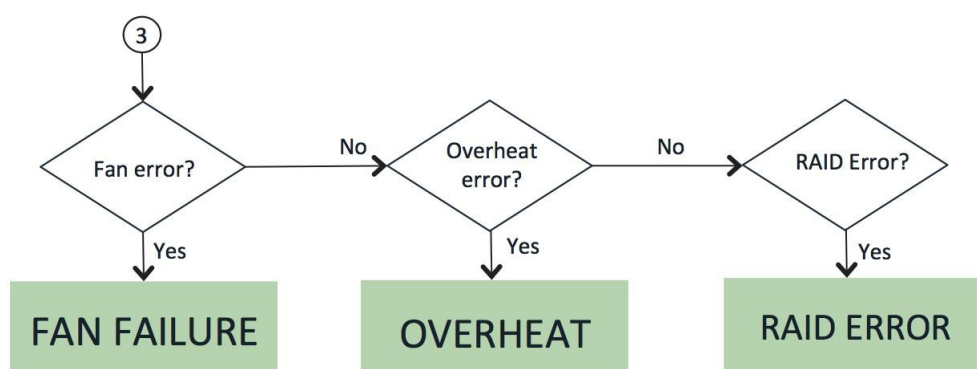 3
Fan error?
No
Overheat
error?
No
RAID Error?
Yes
Yes
Yes
FAN FAILURE
OVERHEAT
RAID ERROR